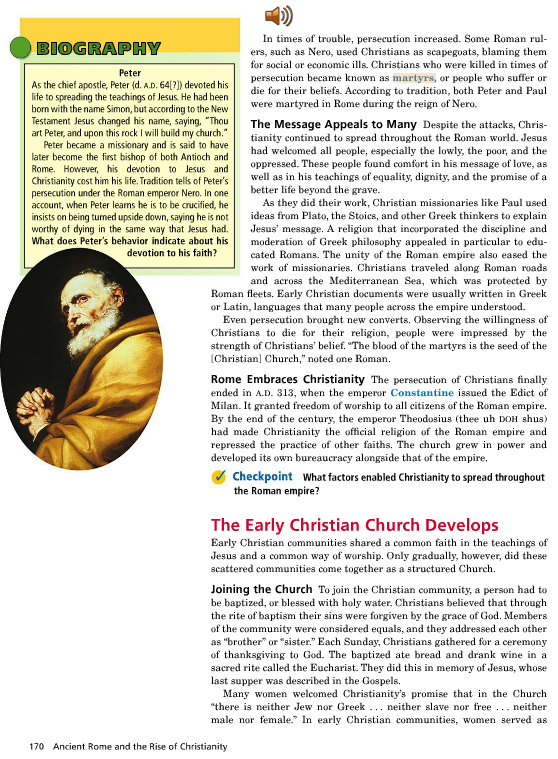 BIOGRAPHY
Peter
As the chief apostle, Peter (d. A.D. 64[?]) devoted his
life to spreading the teachings of Jesus. He had been
born with the name Simon, but according to the New
Testament Jesus changed his name, saying, “Thou
art Peter, and upon this rock I will build my church.”
Peter became a missionary and is said to have
later become the first bishop of both Antioch and
Rome. However, his devotion to Jesus and
Christianity cost him his life. Tradition tells of Peter’s
persecution under the Roman emperor Nero. In one
account, when Peter learns he is to be crucified, he
insists on being turned upside down, saying he is not
worthy of dying in the same way that Jesus had.
What does Peter’s behavior indicate about his
devotion to his faith?
In times of trouble, persecution increased. Some Roman rul-
ers, such as Nero, used Christians as scapegoats, blaming them
for social or economic ills. Christians who were killed in times of
persecution became known as martyrs, or people who suffer or
die for their beliefs. According to tradition, both Peter and Paul
were martyred in Rome during the reign of Nero.
The Message Appeals to Many Despite the attacks, Chris-
tianity continued to spread throughout the Roman world. Jesus
had welcomed all people, especially the lowly, the poor, and the
oppressed. These people found comfort in his message of love, as
well as in his teachings of equality, dignity, and the promise of a
better life beyond the grave.
As they did their work, Christian missionaries like Paul used
ideas from Plato, the Stoics, and other Greek thinkers to explain
Jesus’ message. A religion that incorporated the discipline and
moderation of Greek philosophy appealed in particular to edu-
cated Romans. The unity of the Roman empire also eased the
work of missionaries. Christians traveled along Roman roads
and across the Mediterranean Sea, which was protected by
Roman fleets. Early Christian documents were usually written in Greek
or Latin, languages that many people across the empire understood.
Even persecution brought new converts. Observing the willingness of
Christians to die for their religion, people were impressed by the
strength of Christians’ belief. “The blood of the martyrs is the seed of the
[Christian] Church,” noted one Roman.
Rome Embraces Christianity The persecution of Christians finally
ended in A.D. 313, when the emperor Constantine issued the Edict of
Milan. It granted freedom of worship to all citizens of the Roman empire.
By the end of the century, the emperor Theodosius (thee uh DOH shus)
had made Christianity the official religion of the Roman empire and
repressed the practice of other faiths. The church grew in power and
developed its own bureaucracy alongside that of the empire.
Checkpoint What factors enabled Christianity to spread throughout
the Roman empire?
The Early Christian Church Develops
Early Christian communities shared a common faith in the teachings of
Jesus and a common way of worship. Only gradually, however, did these
scattered communities come together as a structured Church.
Joining the Church To join the Christian community, a person had to
be baptized, or blessed with holy water. Christians believed that through
the rite of baptism their sins were forgiven by the grace of God. Members
of the community were considered equals, and they addressed each other
as “brother” or “sister.” Each Sunday, Christians gathered for a ceremony
of thanksgiving to God. The baptized ate bread and drank wine in a
sacred rite called the Eucharist. They did this in memory of Jesus, whose
last supper was described in the Gospels.
Many women welcomed Christianity’s promise that in the Church
“there is neither Jew nor Greek . . . neither slave nor free . . . neither
male nor female.” In early Christian communities, women served as
170 Ancient Rome and the Rise of Christianity